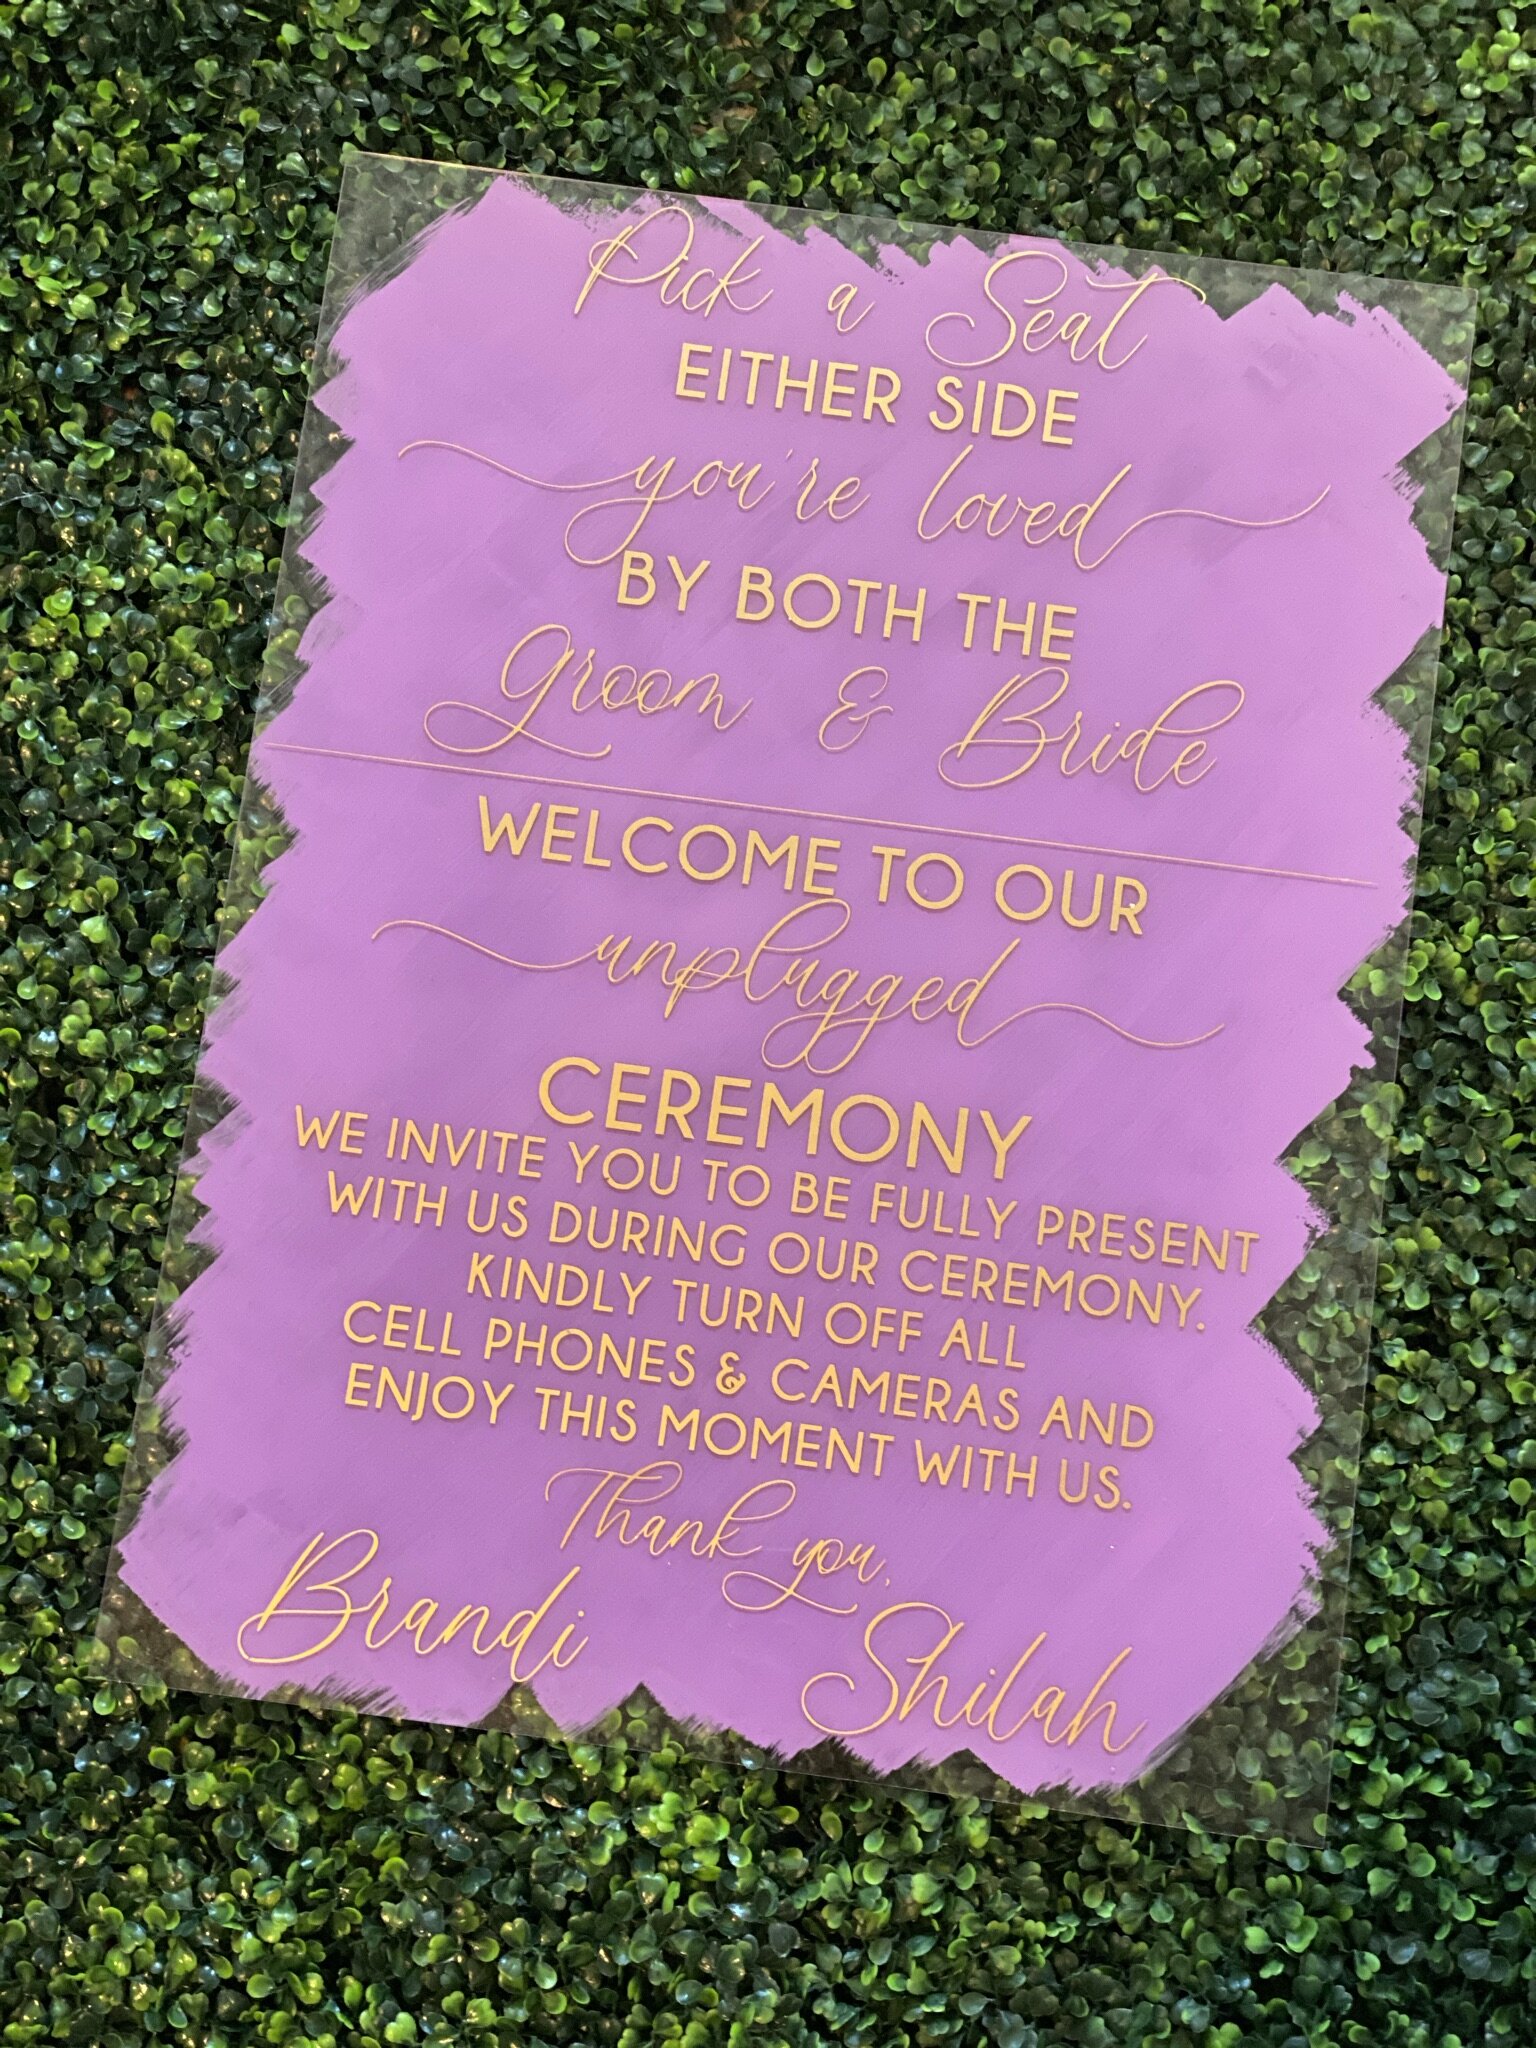 Pick a Seat
EITHER SIDE
you're loved
BY BOTH THE
Groom & Bride
WELCOME TO OUR
unplugged
CEREMONY
WE INVITE YOU TO BE FULLY PRESENT
WITH US DURING OUR CEREMONY.
KINDLY TURN OFF ALL
CELL PHONES & CAMERAS AND
ENJOY THIS MOMENT WITH US.
Thank you,
Brandi Shilah